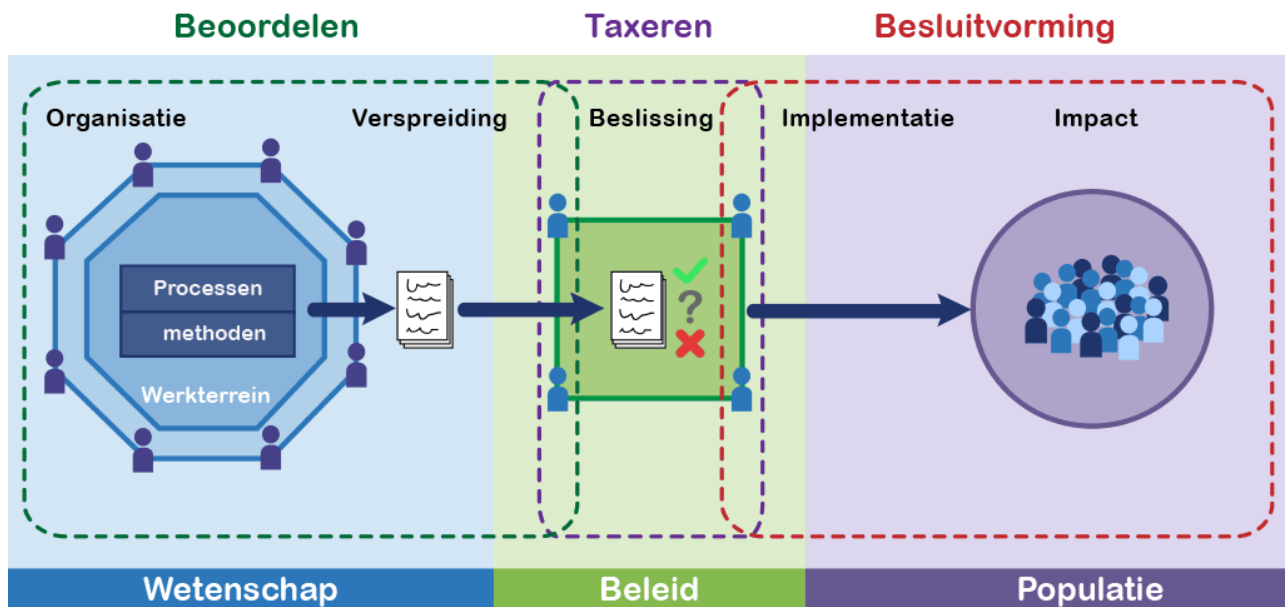 Beoordelen
Taxeren
Besluitvorming
Organisatie
Verspreiding
Beslissing
Implementatie
Impact
Processen
methoden
Werkterrein
?
Wetenschap
Beleid
Populatie